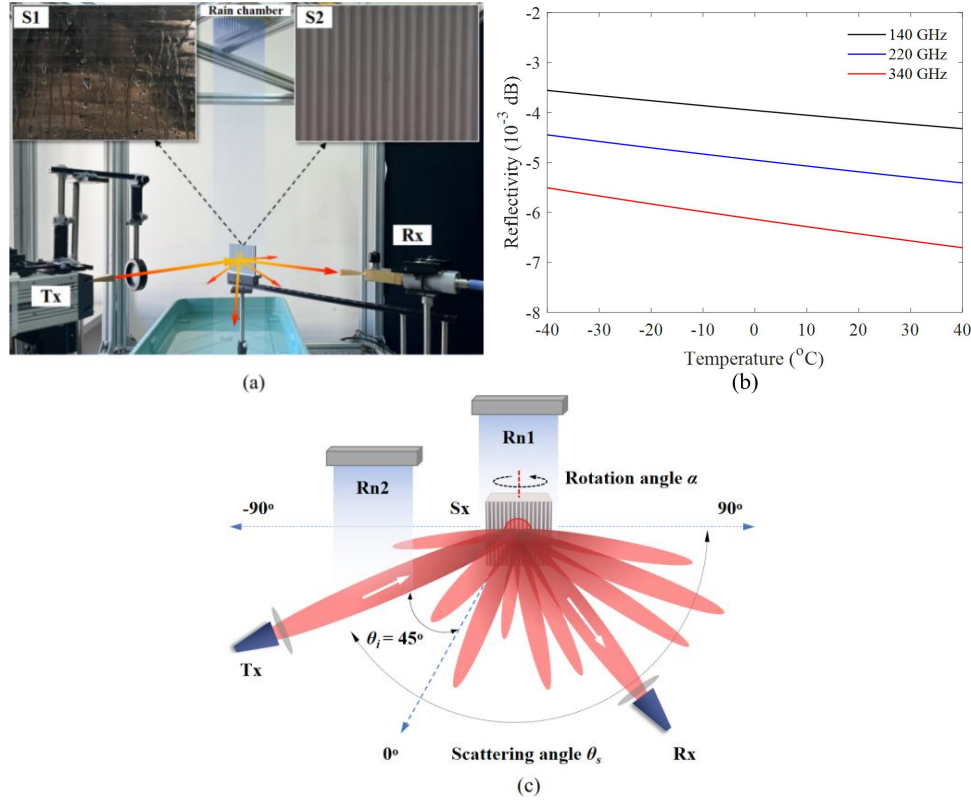 S1
Rain chamber
S2
Tx
Rx
(a)
-2
-3
-4
-5
-6
-7
-8
Reflectivity (10⁻³ dB)
140 GHz
220 GHz
340 GHz
-40
-30
-20
-10
0
10
20
30
40
Temperature (°C)
(b)
Rn1
Rn2
Rotation angle α
Sx
-90°
90°
θi = 45°
Tx
0°
Scattering angle θs
Rx
(c)